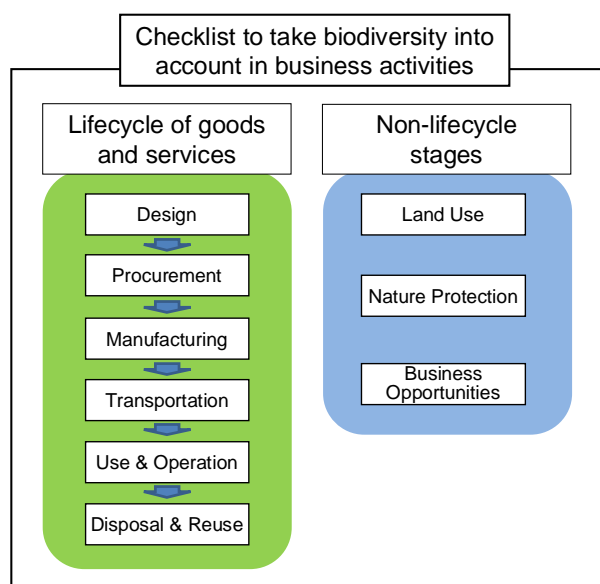 Checklist to take biodiversity into
account in business activities
Lifecycle of goods
and services
Design
Procurement
Manufacturing
Transportation
Use & Operation
Disposal & Reuse
Non-lifecycle
stages
Land Use
Nature Protection
Business
Opportunities